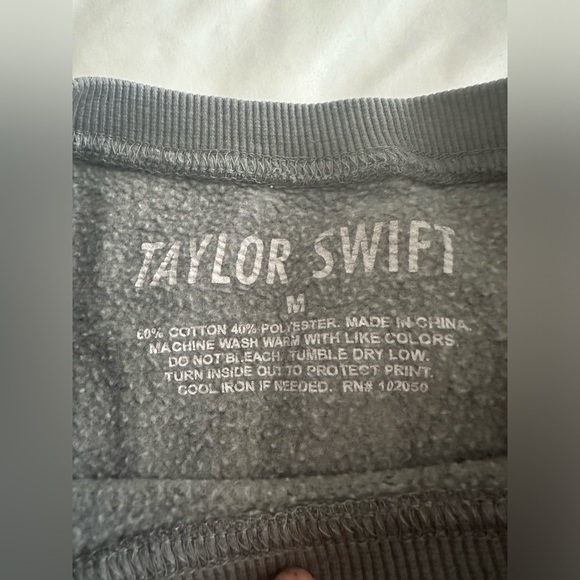 TAYLOR SWIFT
M
60% COTTON 40% POLYESTER. MADE IN CHINA.
MACHINE WASH WARM WITH LIKE COLORS
DO NOT BLEACH. TUMBLE DRY LOW.
TURN INSIDE OUT TO PROTECT PRINT.
COOL IRON IF NEEDED. RN# 102050